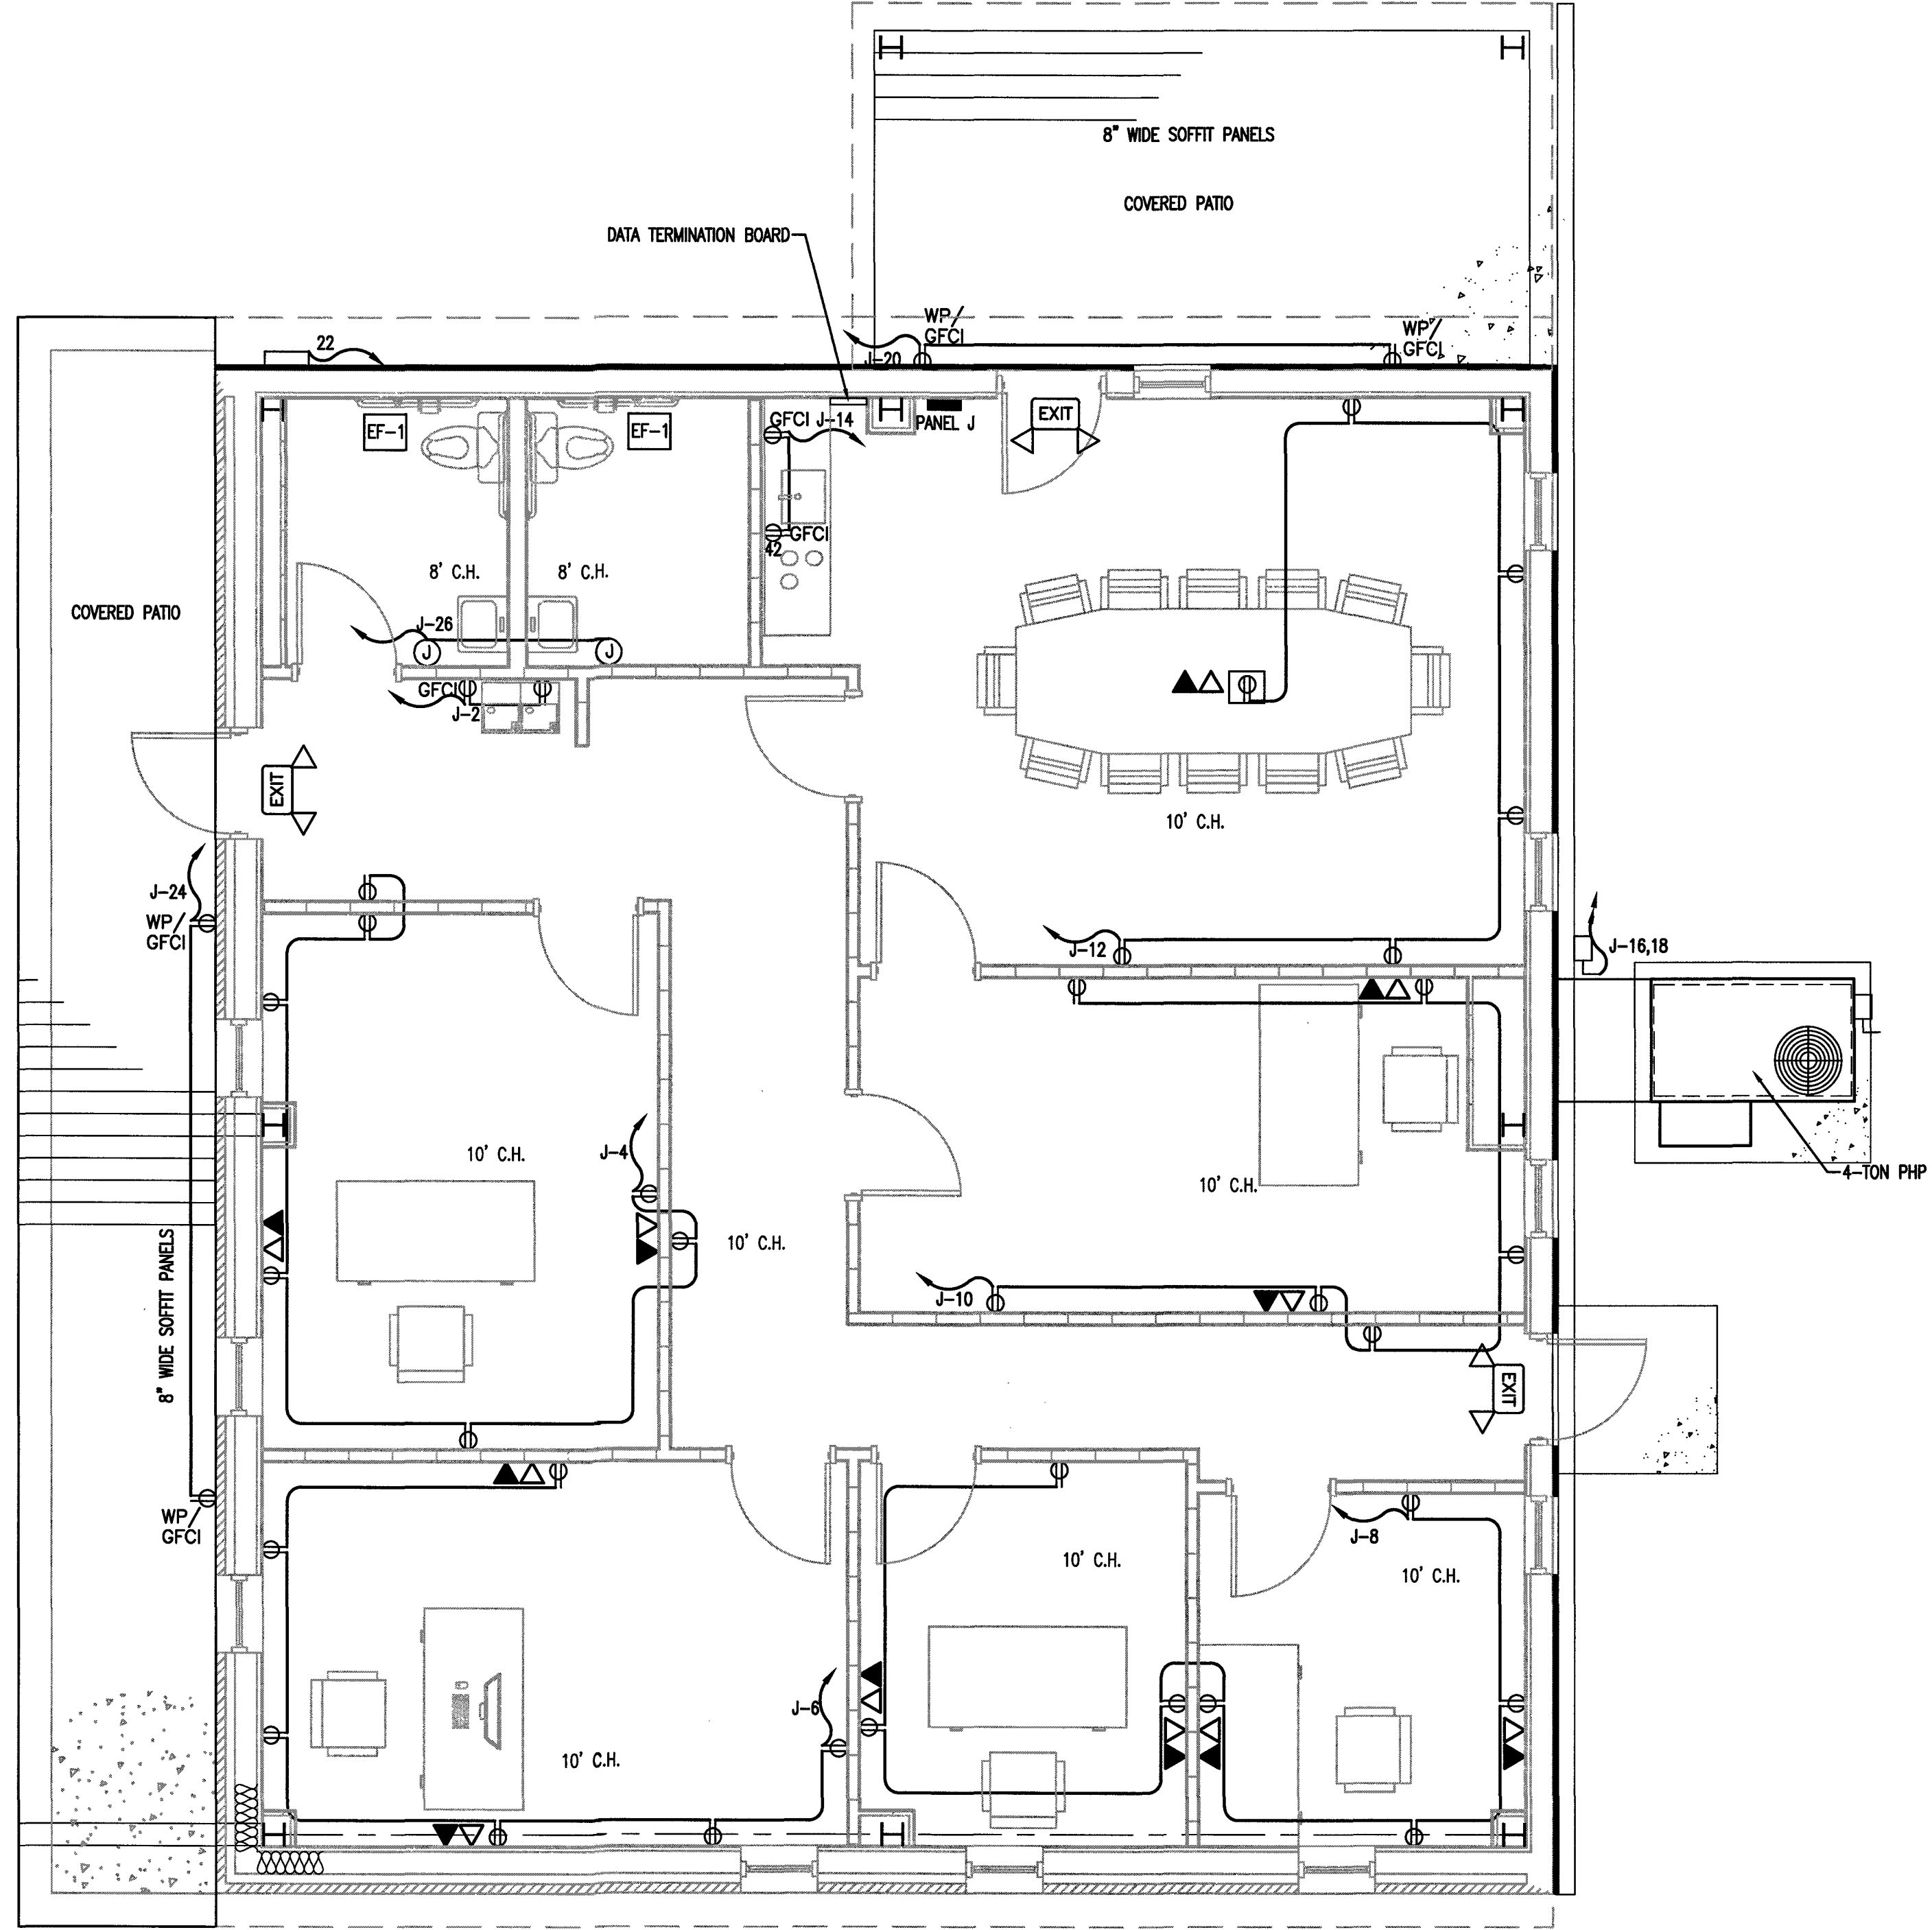 8" WIDE SOFFIT PANELS
COVERED PATIO
DATA TERMINATION BOARD
WP/
GFCI
J-20
WP/
GFCI
22
EF-1
EF-1
GFCI J-14
PANEL J
EXIT
GFCI
42
8' C.H.
8' C.H.
COVERED PATIO
J-26
J
J
GFCI
J-2
EXIT
10' C.H.
J-24
WP/
GFCI
J-12
J-16,18
10' C.H.
J-4
10' C.H.
4-TON PHP
10' C.H.
8" WIDE SOFFIT PANELS
J-10
EXIT
WP/
GFCI
J-8
10' C.H.
10' C.H.
J-6
10' C.H.